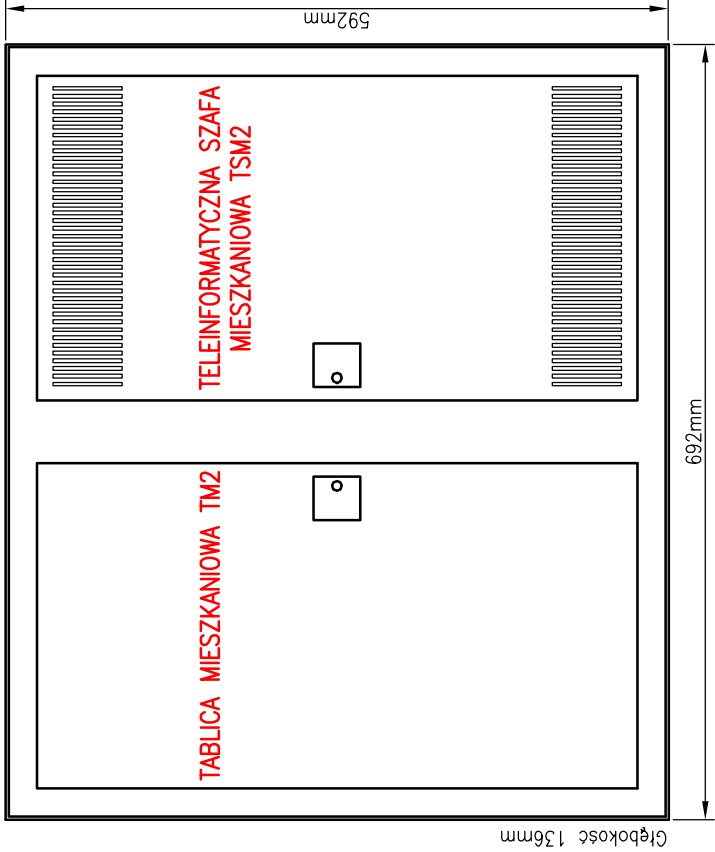 592mm
TELEINFORMATYCZNA SZAFA
MIESZKANIOWA TSM2
692mm
TABLICA MIESZKANIOWA TM2
Głębokość 136mm